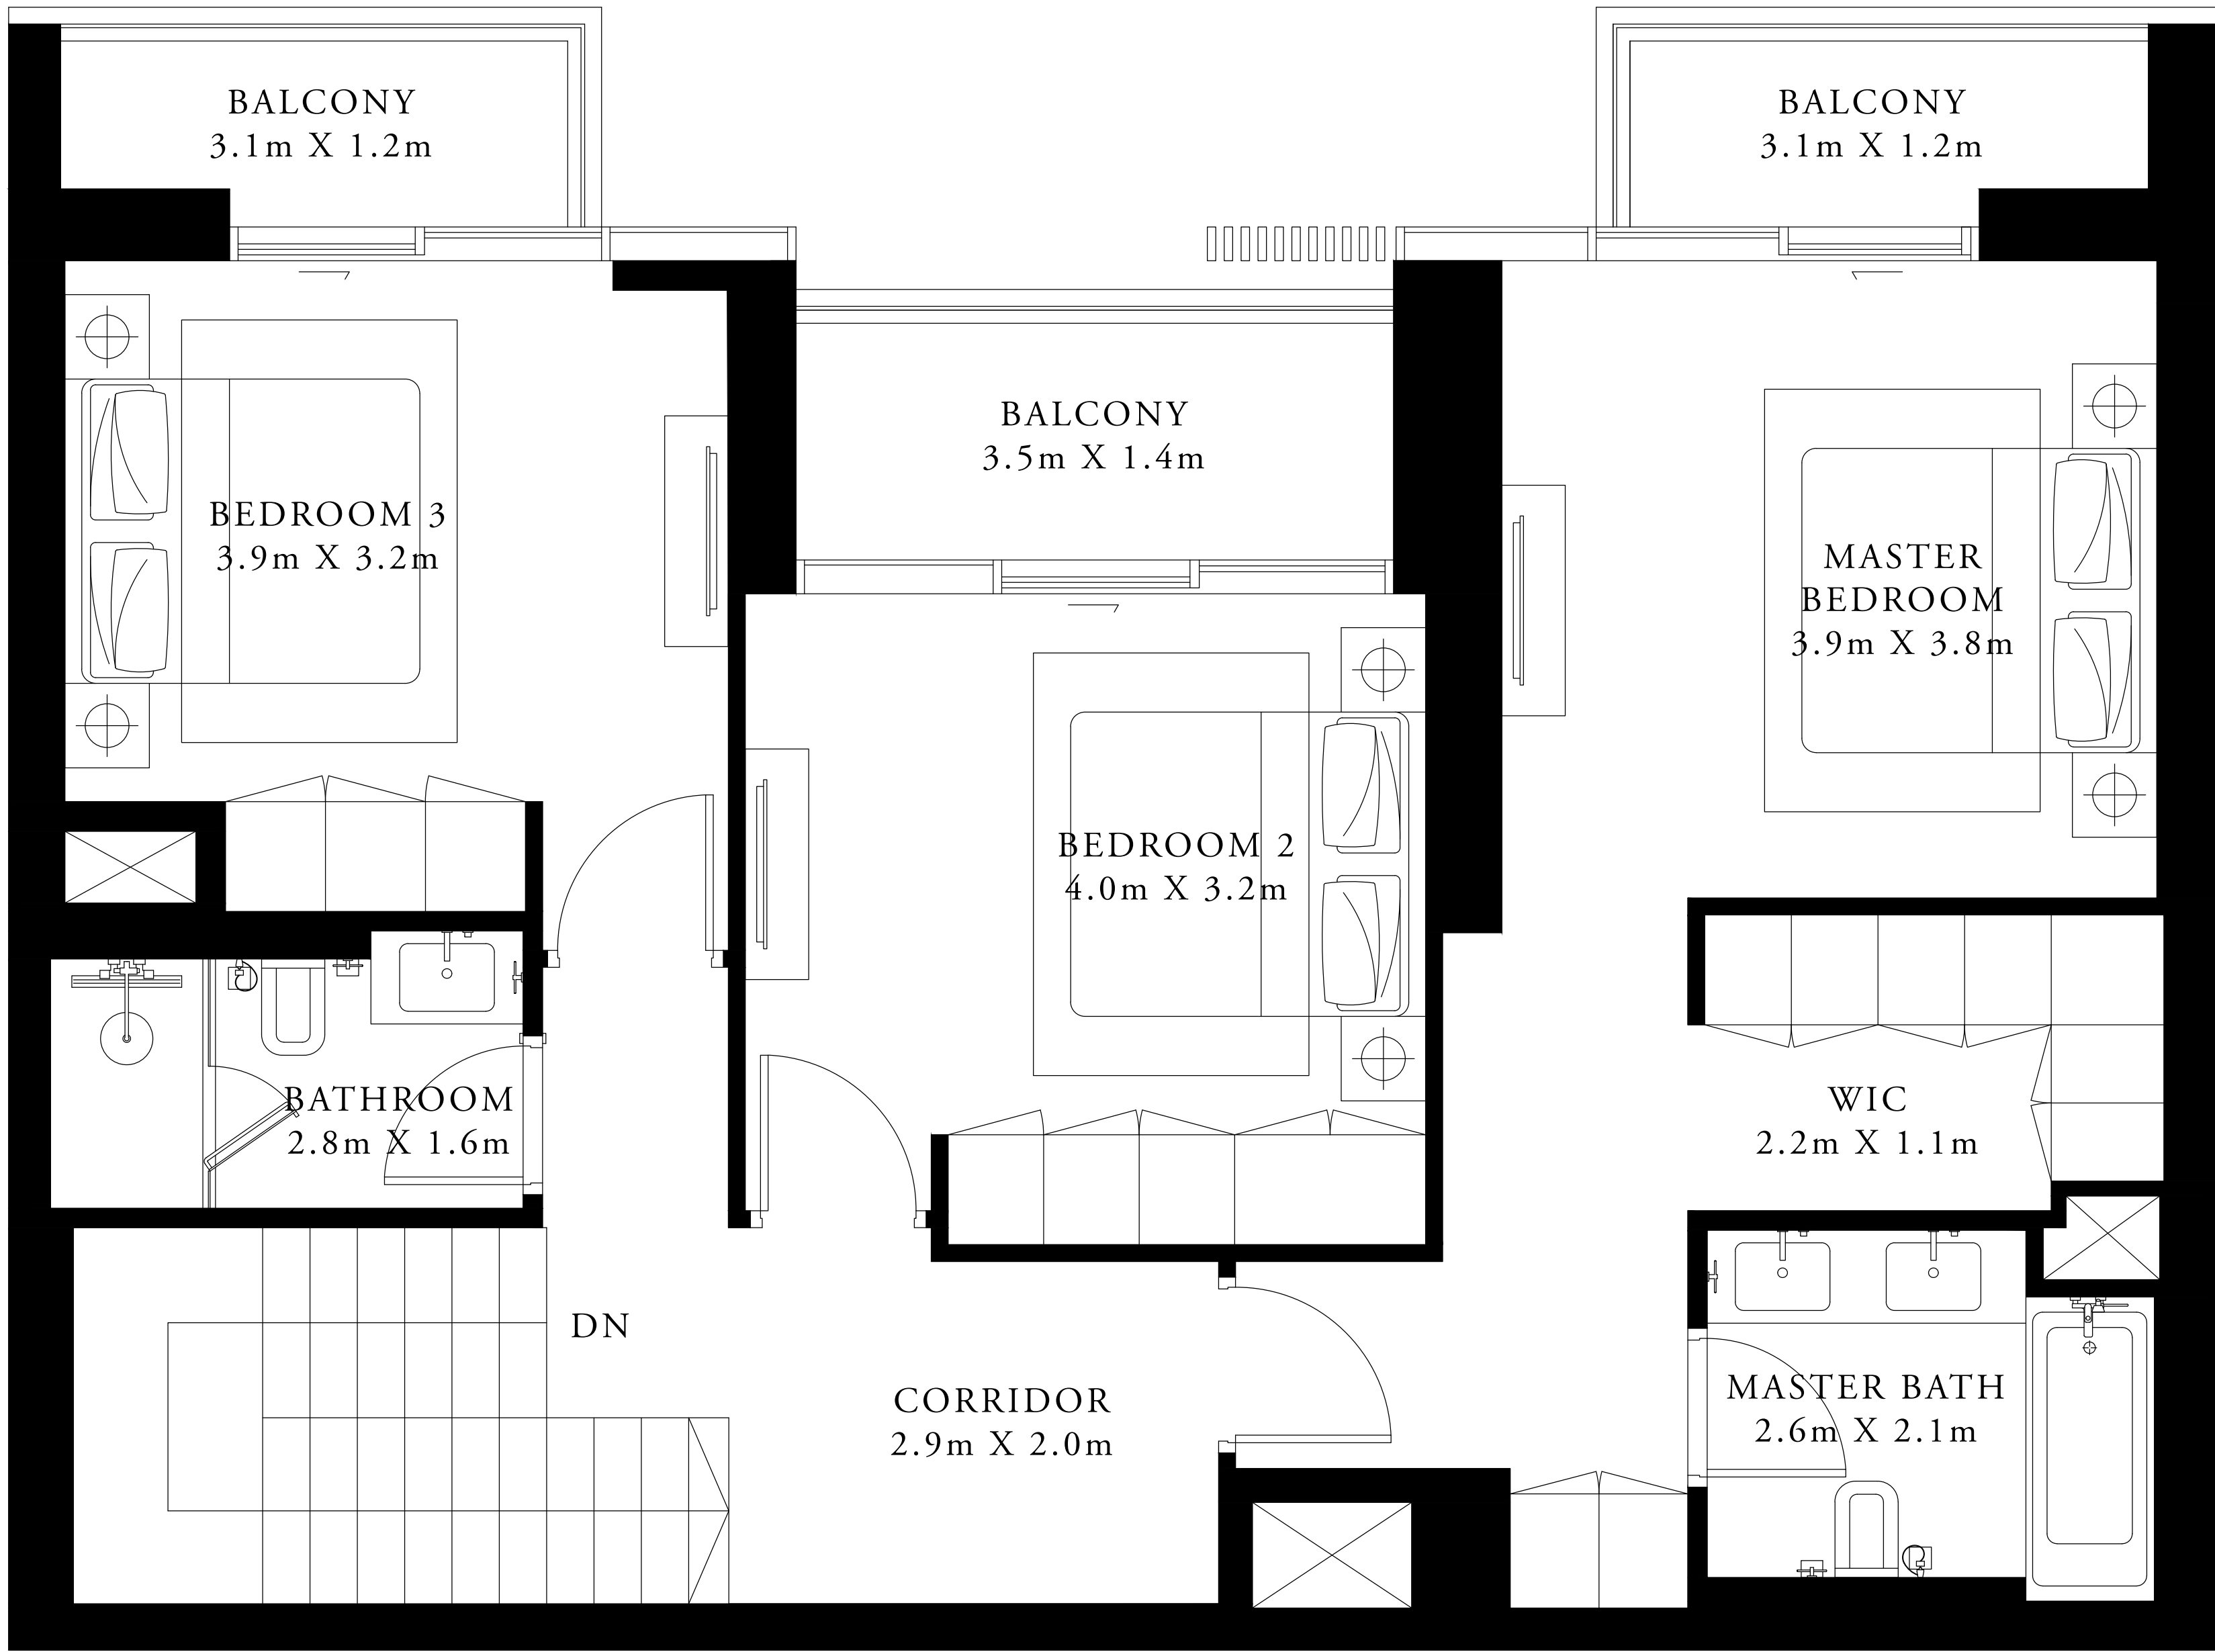 BALCONY
3.1m X 1.2m
BALCONY
3.1m X 1.2m
BALCONY
3.5m X 1.4m
BEDROOM 3
3.9m X 3.2m
MASTER
BEDROOM
3.9m X 3.8m
BEDROOM 2
4.0m X 3.2m
BATHROOM
2.8m X 1.6m
WIC
2.2m X 1.1m
DN
CORRIDOR
2.9m X 2.0m
MASTER BATH
2.6m X 2.1m